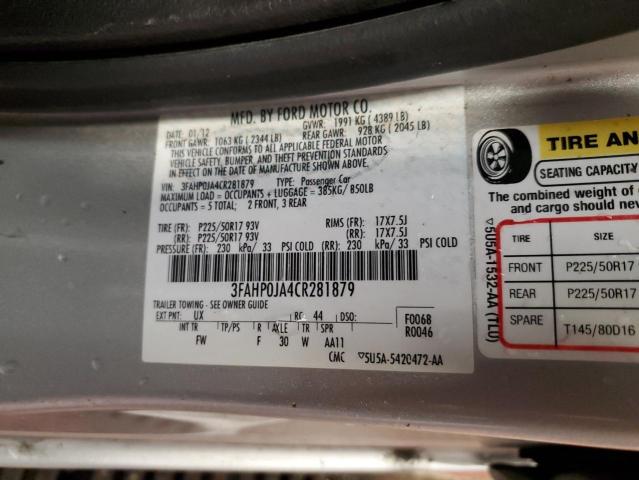 MFD. BY FORD MOTOR CO.
DATE: 01/12 GVWR: 1991 KG ( 4389 LB)
FRONT GAWR: 1063 KG ( 2344 LB) REAR GAWR: 928 KG ( 2045 LB)
THIS VEHICLE CONFORMS TO ALL APPLICABLE FEDERAL MOTOR
VEHICLE SAFETY, BUMPER, AND THEFT PREVENTION STANDARDS
IN EFFECT ON THE DATE OF MANUFACTURE SHOWN ABOVE.
VIN: 3FAHP0JA4CR281879 TYPE: Passenger Car
MAXIMUM LOAD = OCCUPANTS + LUGGAGE = 385KG/ 850LB
OCCUPANTS = 5 TOTAL; 2 FRONT, 3 REAR
TIRE (FR): P225/50R17 93V RIMS (FR): 17X7.5J
(RR): P225/50R17 93V (RR): 17X7.5J
PRESSURE (FR): 230 kPa/ 33 PSI COLD (RR): 230 kPa/ 33 PSI COLD
3FAHP0JA4CR281879
TRAILER TOWING - SEE OWNER GUIDE
EXT PNT: UX RC: 44 DSO: F0068
R0046
INT TR TP/PS R AXLE TR SPR
FW F 30 W AA11
CMC ▽5U5A-5420472-AA
TIRE AN
SEATING CAPACITY
The combined weight of
and cargo should nev
▽5U5A-1532-AA (TLU)
TIRE SIZE
FRONT P225/50R17
REAR P225/50R17
SPARE T145/80D16